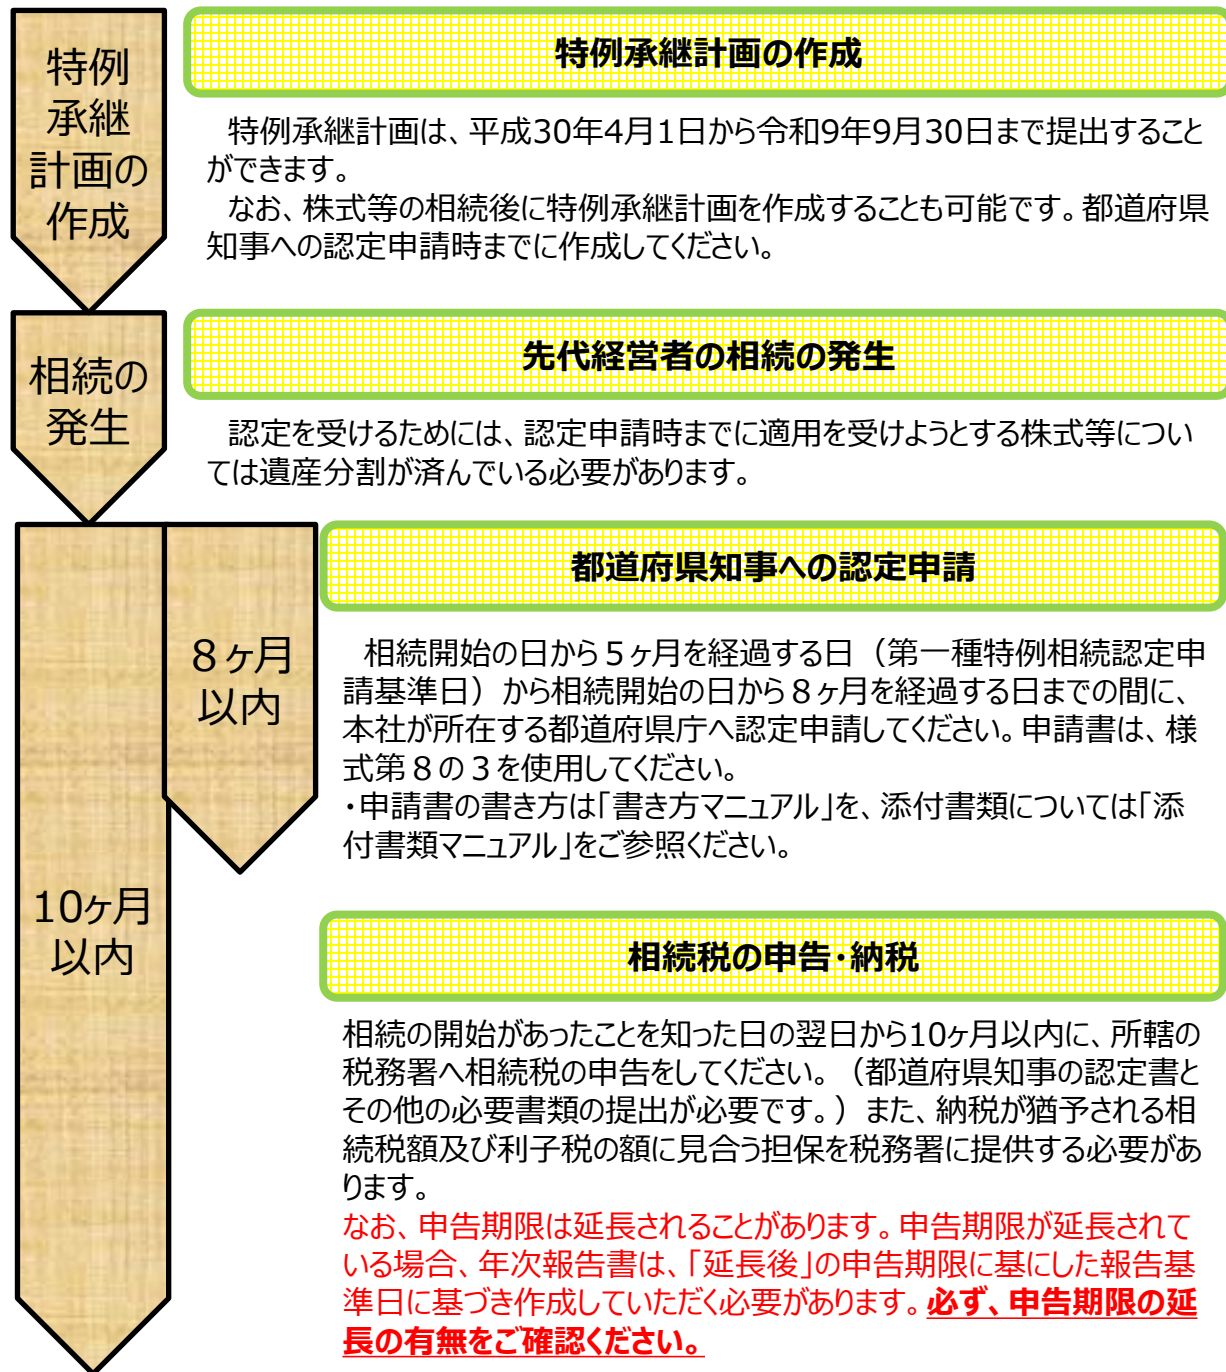 特例
承継
計画の
作成
特例承継計画の作成
特例承継計画は、平成30年4月1日から令和9年9月30日まで提出すること
ができます。
なお、株式等の相続後に特例承継計画を作成することも可能です。都道府県
知事への認定申請時までに作成してください。
相続の
発生
先代経営者の相続の発生
認定を受けるためには、認定申請時までに適用を受けようとする株式等につい
ては遺産分割が済んでいる必要があります。
8ヶ月
以内
都道府県知事への認定申請
相続開始の日から5ヶ月を経過する日（第一種特例相続認定申
請基準日）から相続開始の日から8ヶ月を経過する日までの間に、
本社が所在する都道府県庁へ認定申請してください。申請書は、様
式第8の3を使用してください。
・申請書の書き方は「書き方マニュアル」を、添付書類については「添
付書類マニュアル」をご参照ください。
10ヶ月
以内
相続税の申告・納税
相続の開始があったことを知った日の翌日から10ヶ月以内に、所轄の
税務署へ相続税の申告をしてください。（都道府県知事の認定書と
その他の必要書類の提出が必要です。）また、納税が猶予される相
続税額及び利子税の額に見合う担保を税務署に提供する必要があ
ります。
なお、申告期限は延長されることがあります。申告期限が延長されて
いる場合、年次報告書は、「延長後」の申告期限に基にした報告基
準日に基づき作成していただく必要があります。必ず、申告期限の延
長の有無をご確認ください。